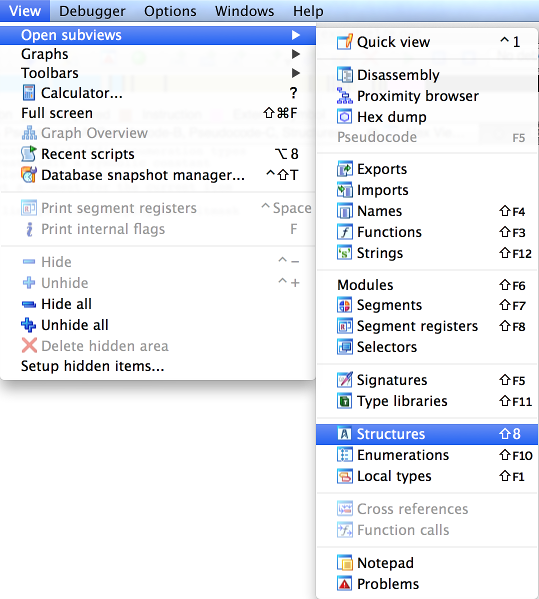 View Debugger Options Windows Help
Open subviews ▶
Graphs ▶
Toolbars ▶
Calculator... ?
Full screen ⇧⌘F
Graph Overview
Recent scripts ⌥8
Database snapshot manager... ^⇧T
Print segment registers ^Space
Print internal flags F
Hide ^−
Unhide ^+
Hide all
Unhide all
Delete hidden area
Setup hidden items...
Quick view ^1
Disassembly
Proximity browser
Hex dump
Pseudocode F5
Exports
Imports
Names ⇧F4
Functions ⇧F3
Strings ⇧F12
Modules ⇧F6
Segments ⇧F7
Segment registers ⇧F8
Selectors
Signatures ⇧F5
Type libraries ⇧F11
Structures ⇧8
Enumerations ⇧F10
Local types ⇧F1
Cross references
Function calls
Notepad
Problems